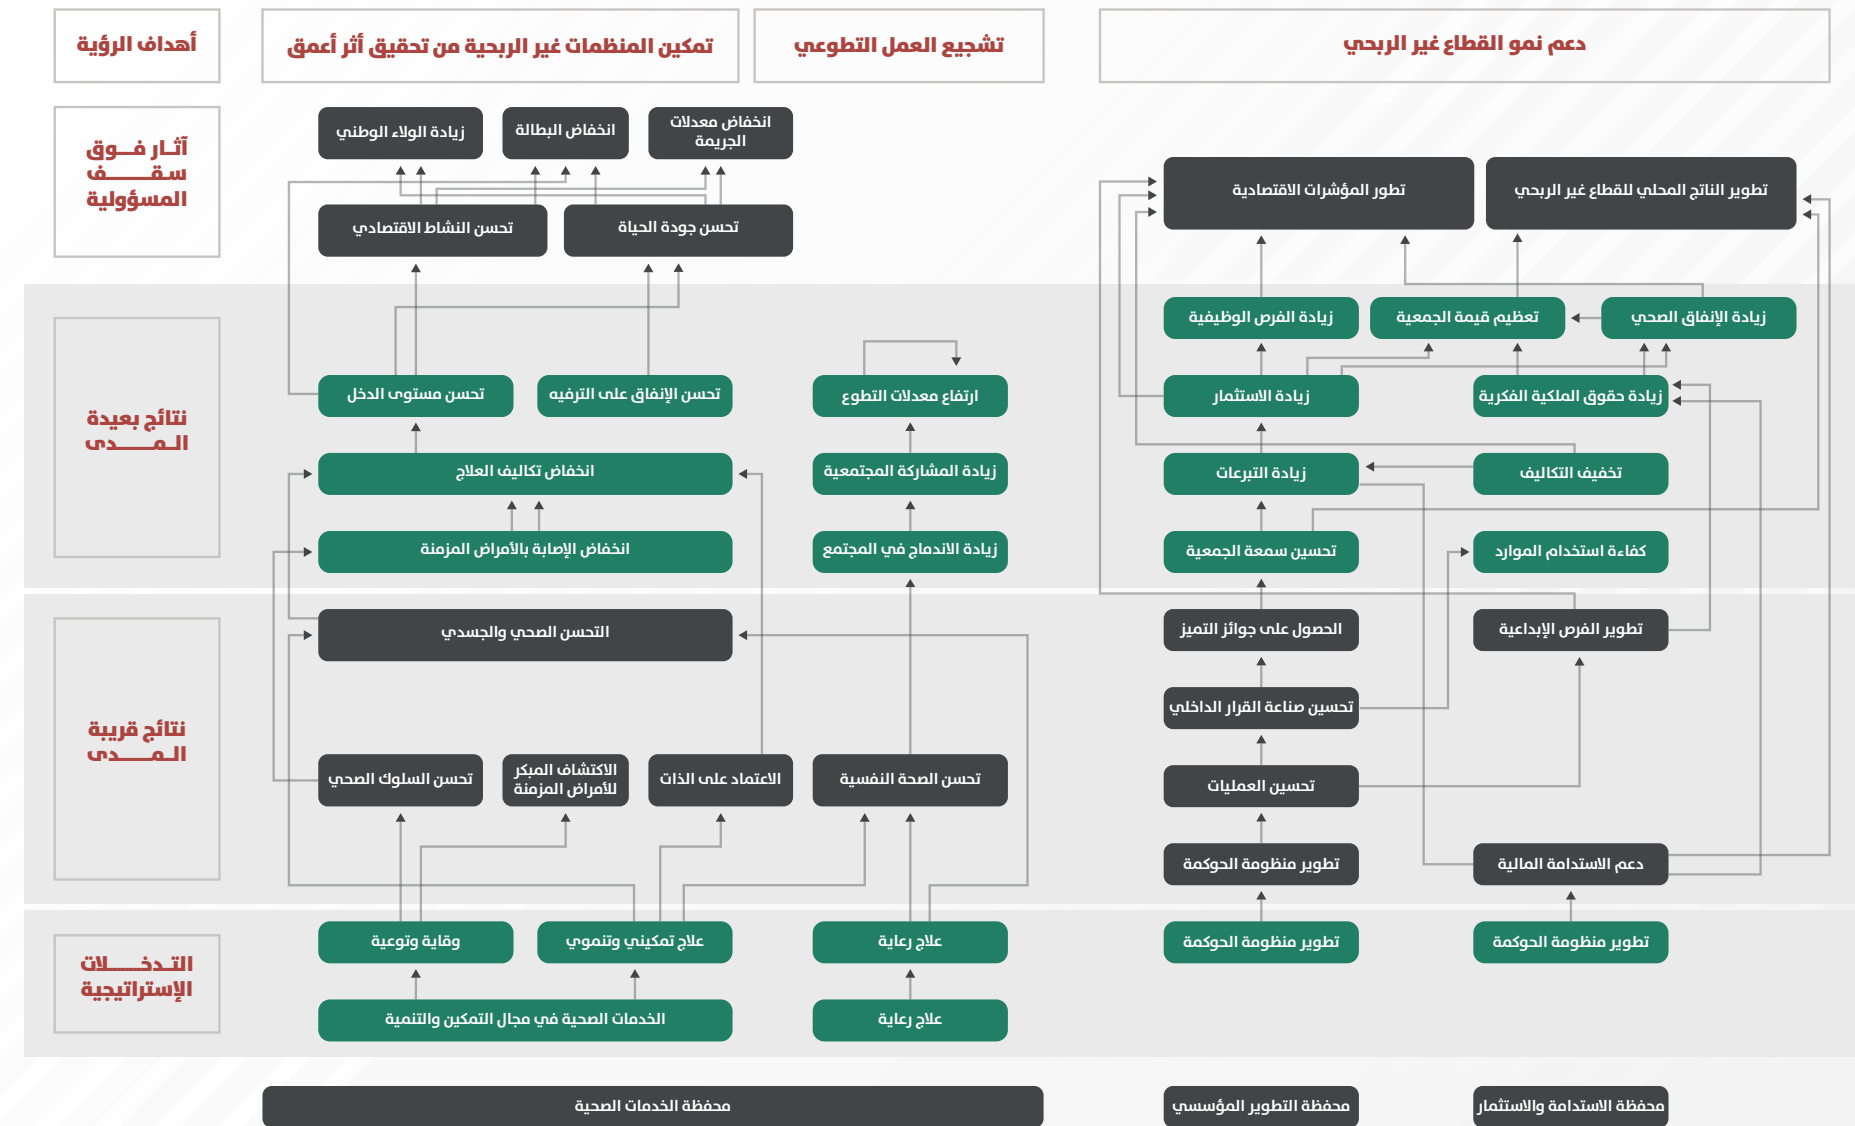 دعم نمو القطاع غير الربحي
تشجيع العمل التطوعي
تمكين المنظمات غير الربحية من تحقيق أثر أعمق
أهداف الرؤية
آثـار فـــوق
سـقـــــــــف
المسؤولية
انخفاض معدلات
الجريمة
انخفاض البطالة
زيادة الولاء الوطني
تطوير الناتج المحلي للقطاع غير الربحي
تطور المؤشرات الاقتصادية
تحسن جودة الحياة
تحسن النشاط الاقتصادي
نتائج بعيدة
الـمـــــــدى
زيادة الإنفاق الصحي
تعظيم قيمة الجمعية
زيادة الفرص الوظيفية
زيادة حقوق الملكية الفكرية
زيادة الاستثمار
ارتفاع معدلات التطوع
تحسن الإنفاق على الترفيه
تحسن مستوى الدخل
تخفيف التكاليف
زيادة التبرعات
زيادة المشاركة المجتمعية
انخفاض تكاليف العلاج
كفاءة استخدام الموارد
تحسين سمعة الجمعية
زيادة الاندماج في المجتمع
انخفاض الإصابة بالأمراض المزمنة
نتائج قريبة
الـمـــــــدى
تطوير الفرص الإبداعية
الحصول على جوائز التميز
التحسن الصحي والجسدي
تحسين صناعة القرار الداخلي
تحسين العمليات
تحسن الصحة النفسية
الاعتماد على الذات
الاكتشاف المبكر
للأمراض المزمنة
تحسن السلوك الصحي
دعم الاستدامة المالية
تطوير منظومة الحوكمة
التـدخـــــــلات
الإستراتيجية
تطوير منظومة الحوكمة
تطوير منظومة الحوكمة
علاج رعاية
علاج تمكيني وتنموي
وقاية وتوعية
علاج رعاية
الخدمات الصحية في مجال التمكين والتنمية
محفظة الاستدامة والاستثمار
محفظة التطوير المؤسسي
محفظة الخدمات الصحية